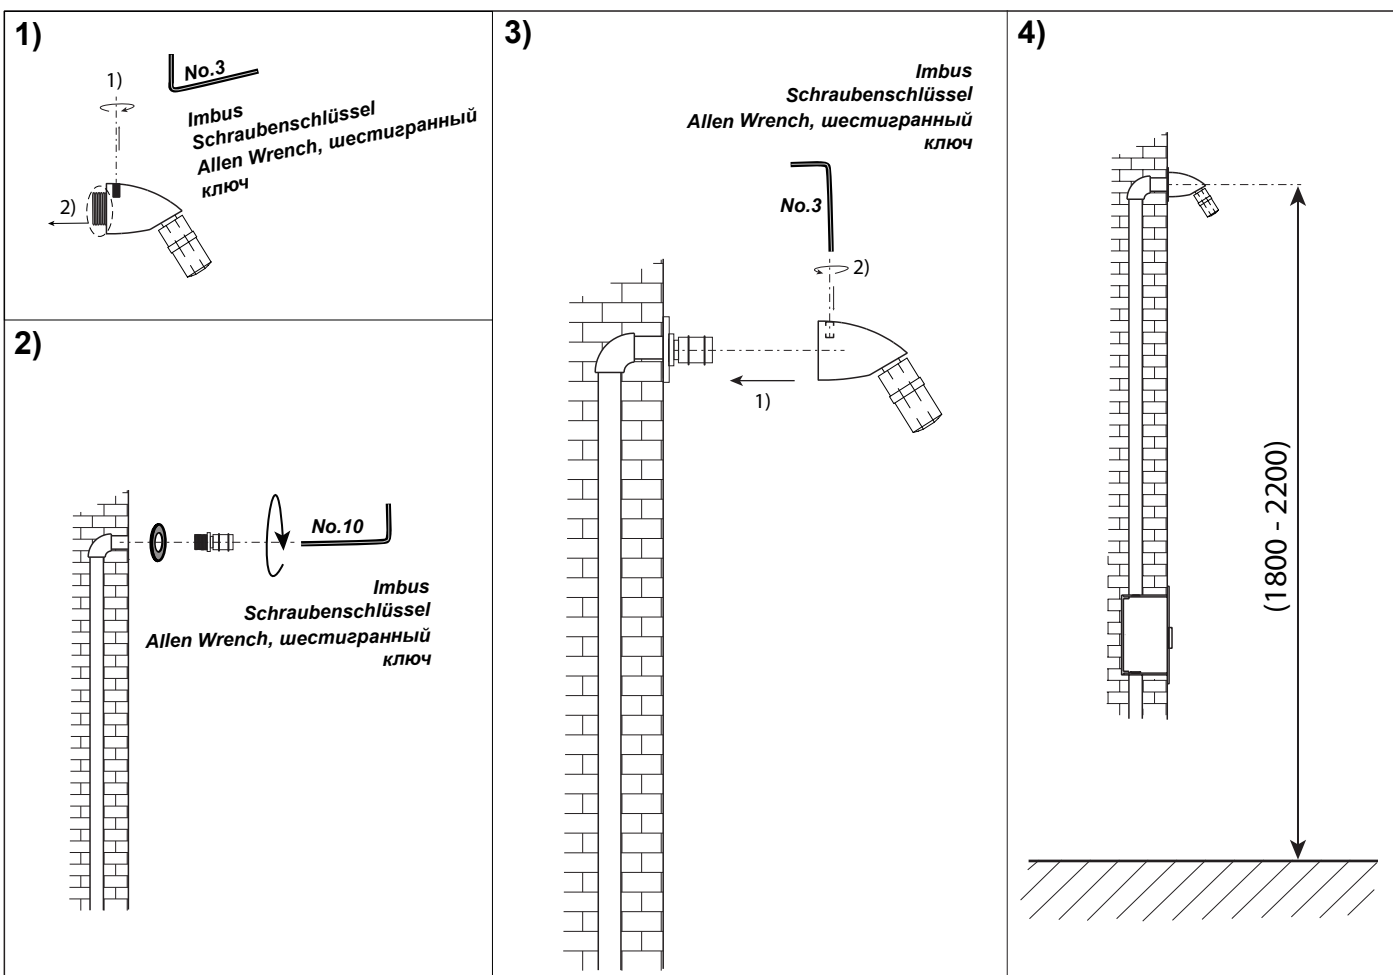 1)
1)
No.3
Imbus
Schraubenschlüssel
Allen Wrench, шестигранный
ключ
2)
2)
No.10
Imbus
Schraubenschlüssel
Allen Wrench, шестигранный
ключ
3)
Imbus
Schraubenschlüssel
Allen Wrench, шестигранный
ключ
No.3
2)
1)
4)
(1800 - 2200)